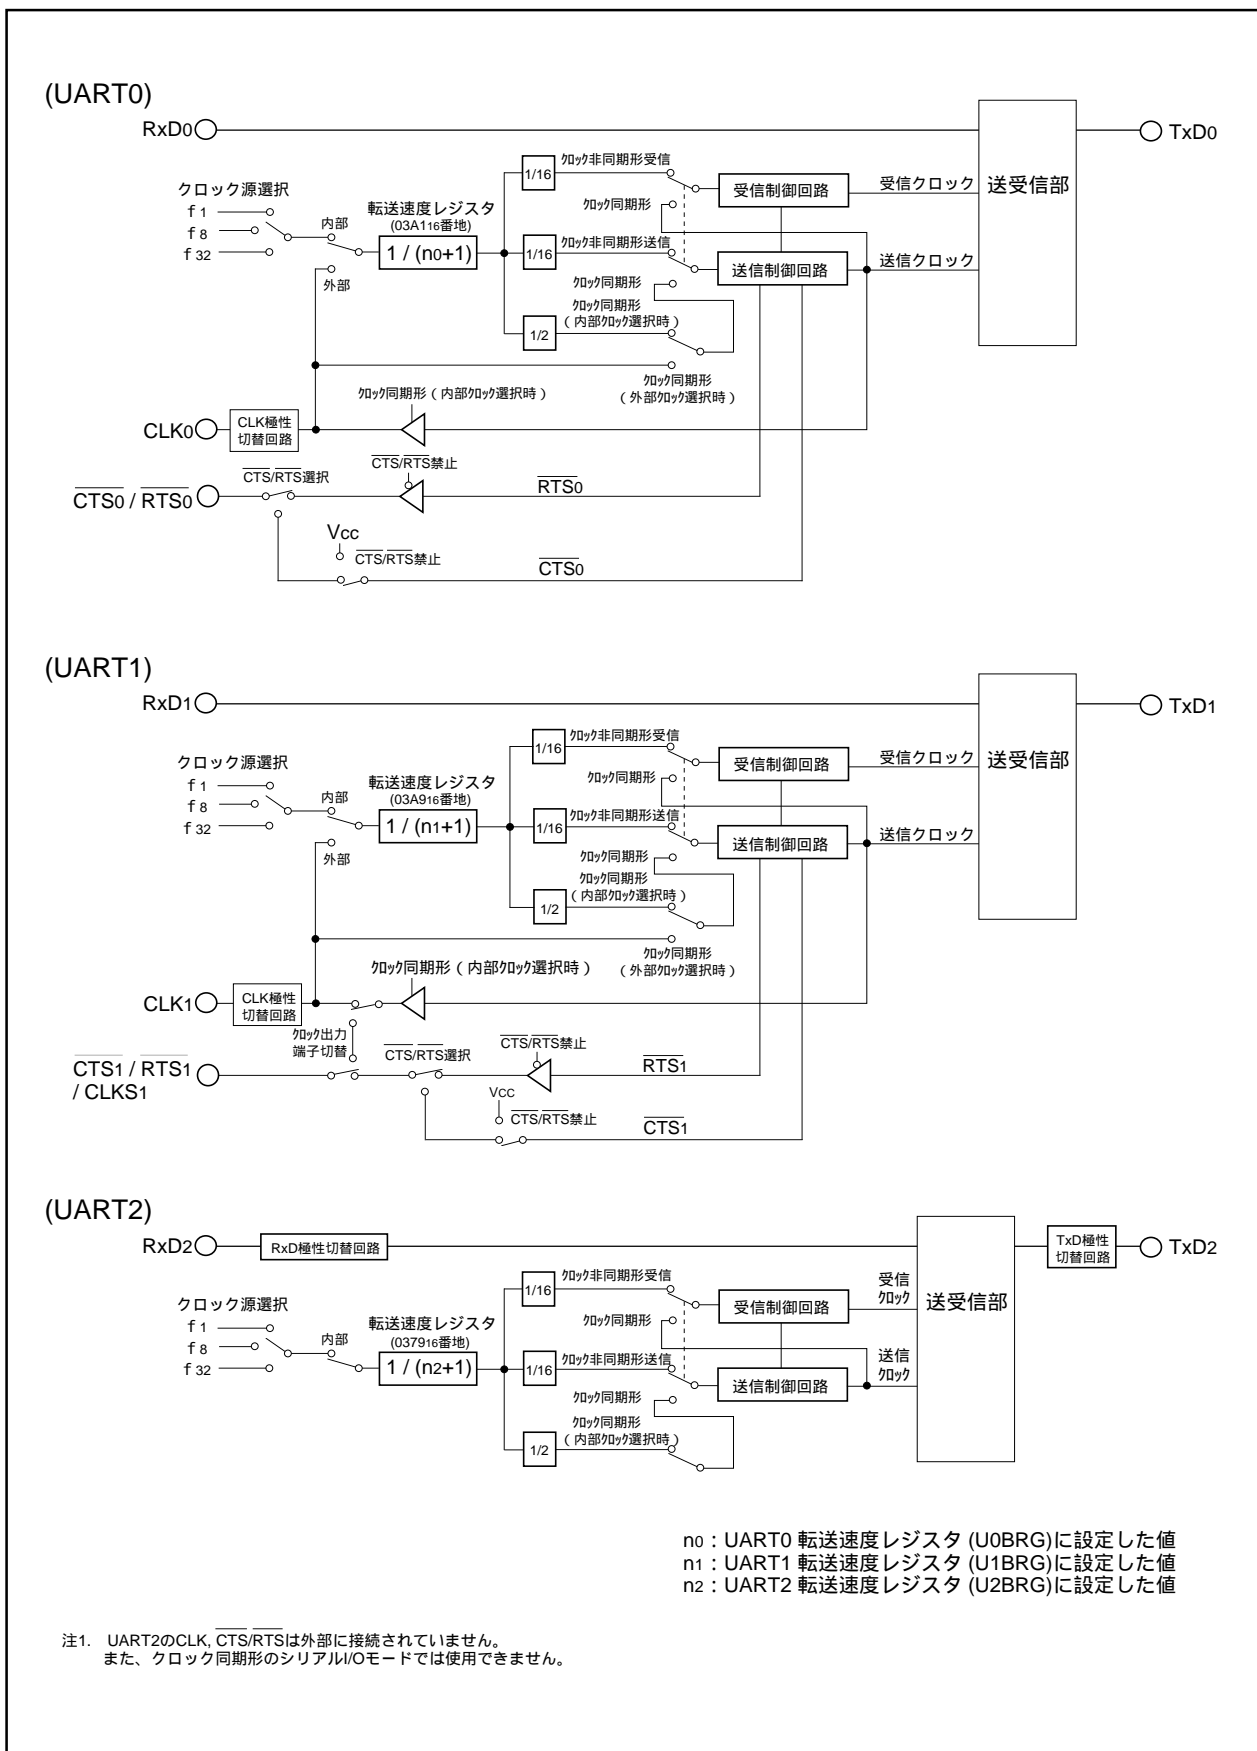 (UART0)
RxD0
TxD0
送受信部
クロック源選択
f1
f8
f32
内部
外部
転送速度レジスタ
(03A116番地)
1 / (n0+1)
1/16
クロック非同期形受信
クロック同期形
受信制御回路
受信クロック
1/16
クロック非同期形送信
送信制御回路
送信クロック
クロック同期形
クロック同期形
(内部クロック選択時)
1/2
クロック同期形
(外部クロック選択時)
クロック同期形(内部クロック選択時)
CLK0
CLK極性
切替回路
CTS0 / RTS0
CTS/RTS選択
CTS/RTS禁止
RTS0
Vcc
CTS/RTS禁止
CTS0
(UART1)
RxD1
TxD1
送受信部
クロック源選択
f1
f8
f32
内部
外部
転送速度レジスタ
(03A916番地)
1 / (n1+1)
1/16
クロック非同期形受信
クロック同期形
受信制御回路
受信クロック
1/16
クロック非同期形送信
送信制御回路
送信クロック
クロック同期形
クロック同期形
(内部クロック選択時)
1/2
クロック同期形
(外部クロック選択時)
クロック同期形(内部クロック選択時)
CLK1
CLK極性
切替回路
クロック出力
端子切替
CTS1 / RTS1
/ CLKS1
CTS/RTS選択
CTS/RTS禁止
RTS1
Vcc
CTS/RTS禁止
CTS1
(UART2)
RxD2
RxD極性切替回路
TxD極性
切替回路
TxD2
送受信部
クロック源選択
f1
f8
f32
内部
転送速度レジスタ
(037916番地)
1 / (n2+1)
1/16
クロック非同期形受信
クロック同期形
受信制御回路
受信
クロック
1/16
クロック非同期形送信
送信制御回路
送信
クロック
クロック同期形
クロック同期形
(内部クロック選択時)
1/2
n0:UART0 転送速度レジスタ (U0BRG)に設定した値
n1:UART1 転送速度レジスタ (U1BRG)に設定した値
n2:UART2 転送速度レジスタ (U2BRG)に設定した値
注1. UART2のCLK, CTS/RTSは外部に接続されていません。
また、クロック同期形のシリアルI/Oモードでは使用できません。